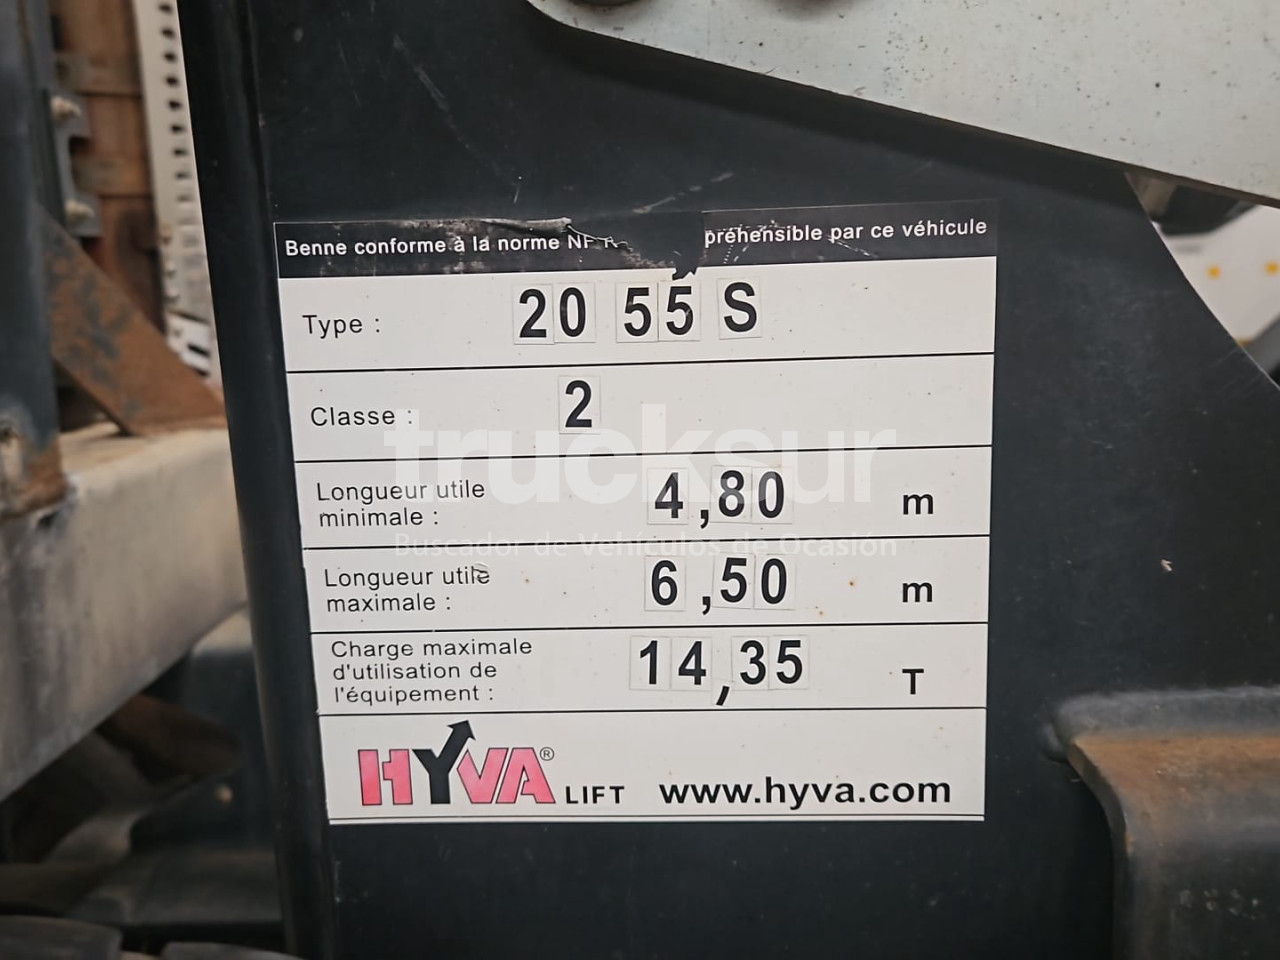 Benne conforme à la norme NF préhensible par ce véhicule
Type : 20 55 S
Classe : 2
Longueur utile
minimale : 4,80 m
Longueur utile
maximale : 6,50 m
Charge maximale
d'utilisation de
l'équipement : 14,35 T
HYVA® LIFT www.hyva.com
trucksur
Buscador de Vehículos de Ocasión